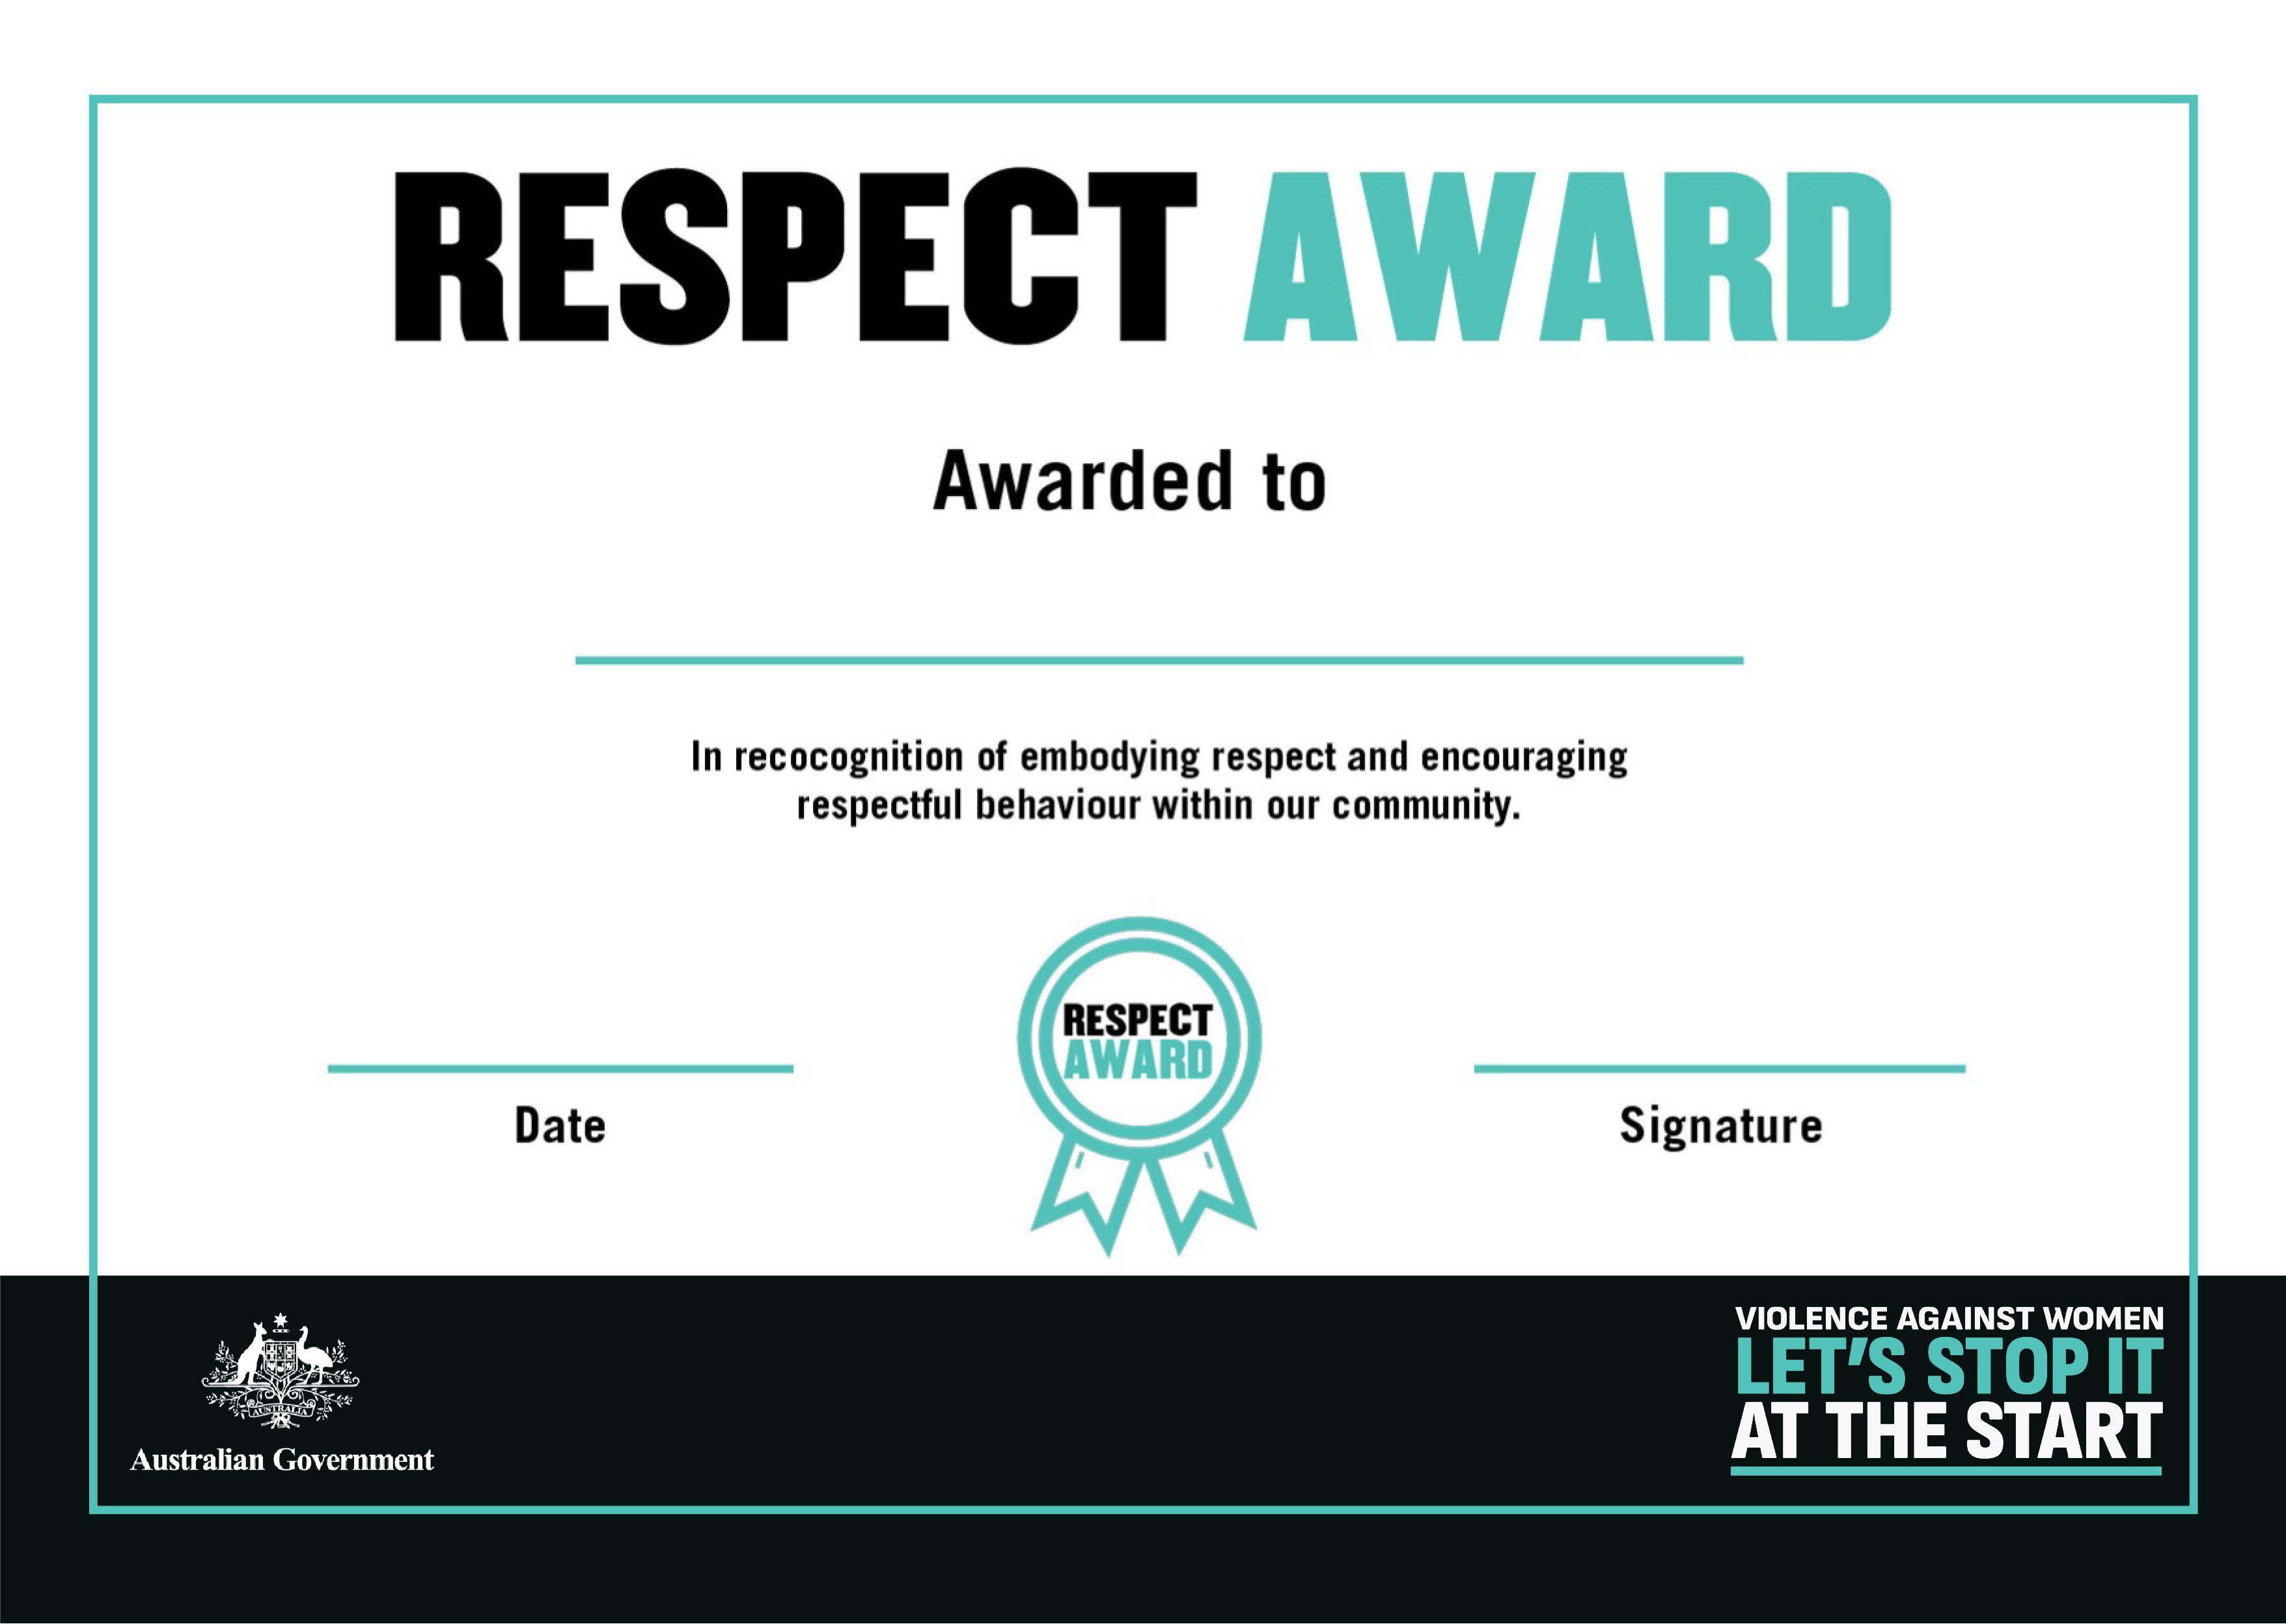 RESPECT AWARD
Awarded to
In recocognition of embodying respect and encouraging
respectful behaviour within our community.
RESPECT
AWARD
Date
Signature
AUSTRALIA
Australian Government
VIOLENCE AGAINST WOMEN
LET'S STOP IT
AT THE START